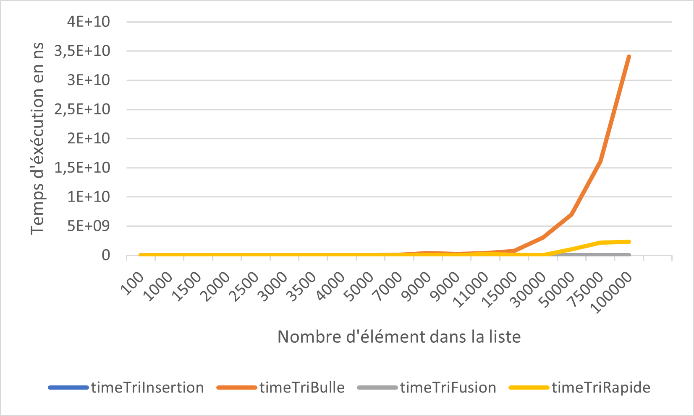 4E+10
3,5E+10
3E+10
2,5E+10
2E+10
1,5E+10
1E+10
5E+09
0
Temps d'éxécution en ns
100
1000
1500
2000
2500
3000
3500
4000
5000
7000
9000
9000
11000
15000
30000
50000
75000
100000
Nombre d'élément dans la liste
timeTriInsertion timeTriBulle timeTriFusion timeTriRapide